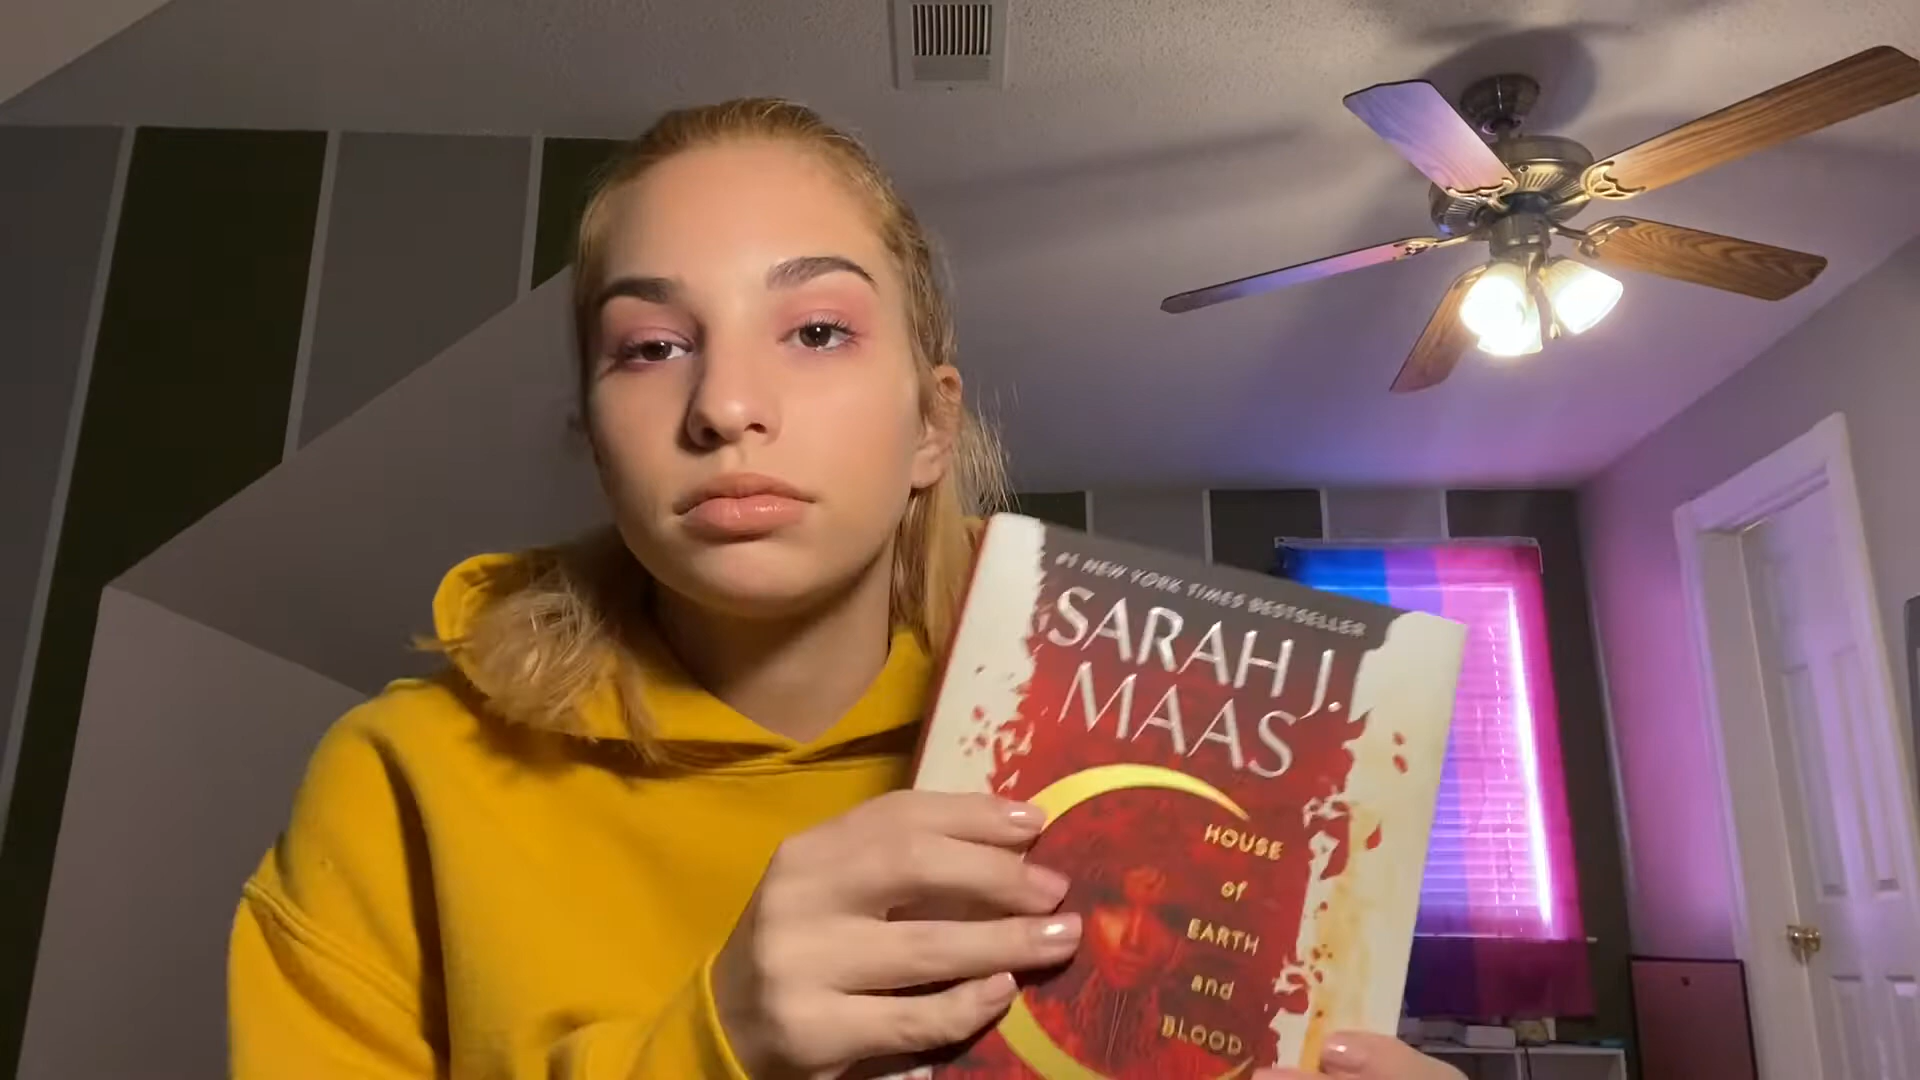 #1 NEW YORK TIMES BESTSELLER
SARAH J.
MAAS
HOUSE
of
EARTH
and
BLOOD